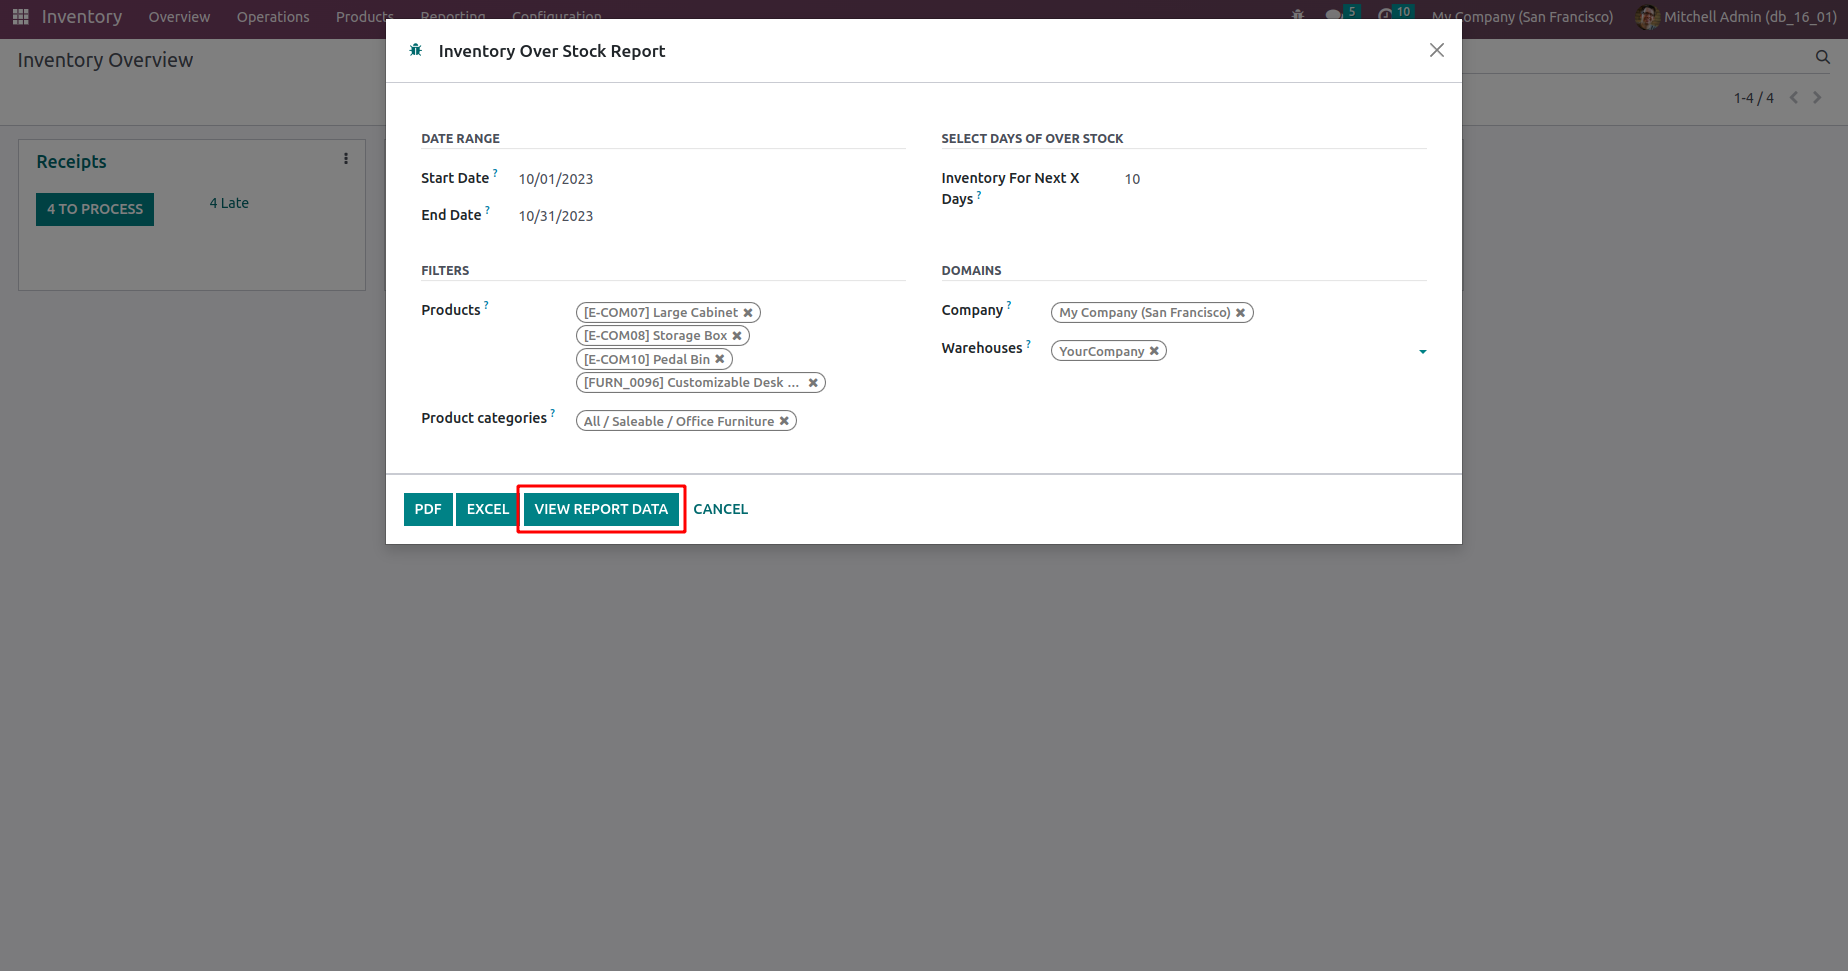 Inventory Overview Operations Products Reporting Configuration 5 10 My Company (San Francisco) Mitchell Admin (db_16_01)
Inventory Overview
1-4 / 4
Receipts
4 TO PROCESS
4 Late
Inventory Over Stock Report
DATE RANGE
Start Date ? 10/01/2023
End Date ? 10/31/2023
SELECT DAYS OF OVER STOCK
Inventory For Next X 10
Days ?
FILTERS
Products ? [E-COM07] Large Cabinet
[E-COM08] Storage Box
[E-COM10] Pedal Bin
[FURN_0096] Customizable Desk ...
Product categories ? All / Saleable / Office Furniture
DOMAINS
Company ? My Company (San Francisco)
Warehouses ? YourCompany
PDF EXCEL VIEW REPORT DATA CANCEL